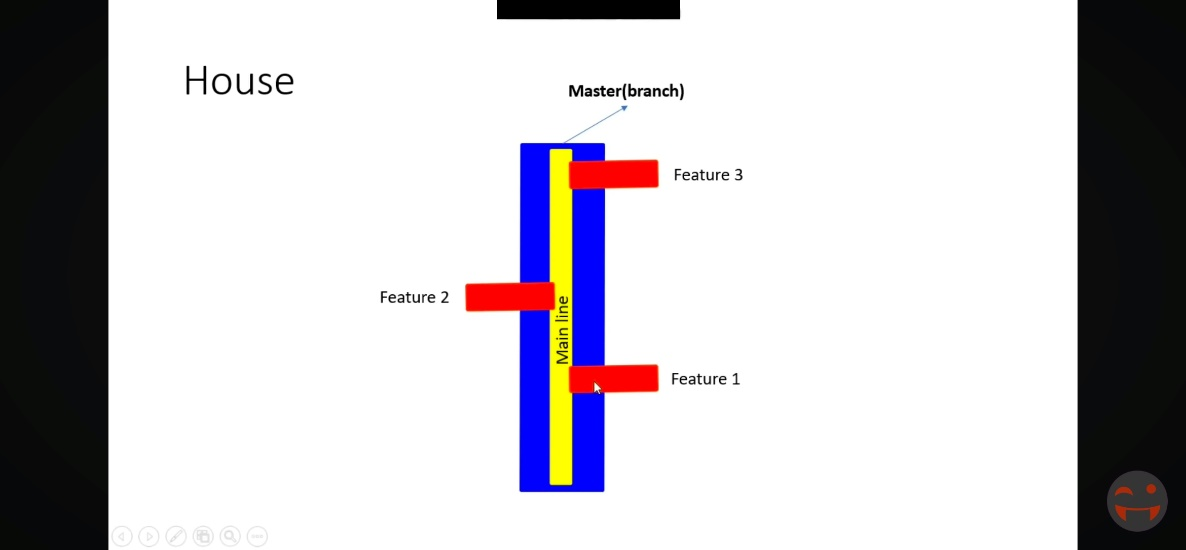 House
Master(branch)
Feature 3
Feature 2
Main line
Feature 1